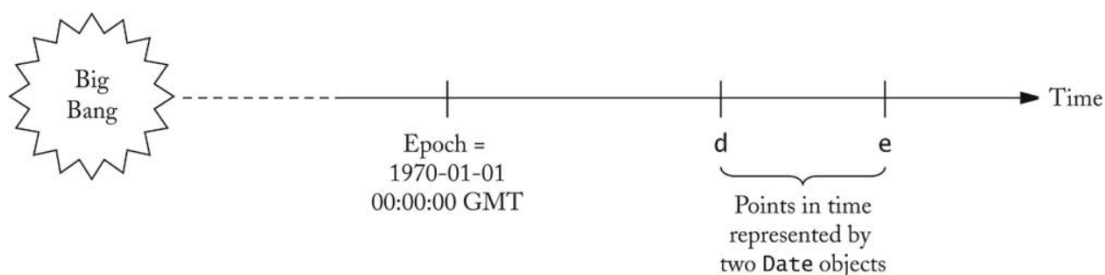 Big
Bang
Time
Epoch =
1970-01-01
00:00:00 GMT
d
e
Points in time
represented by
two Date objects